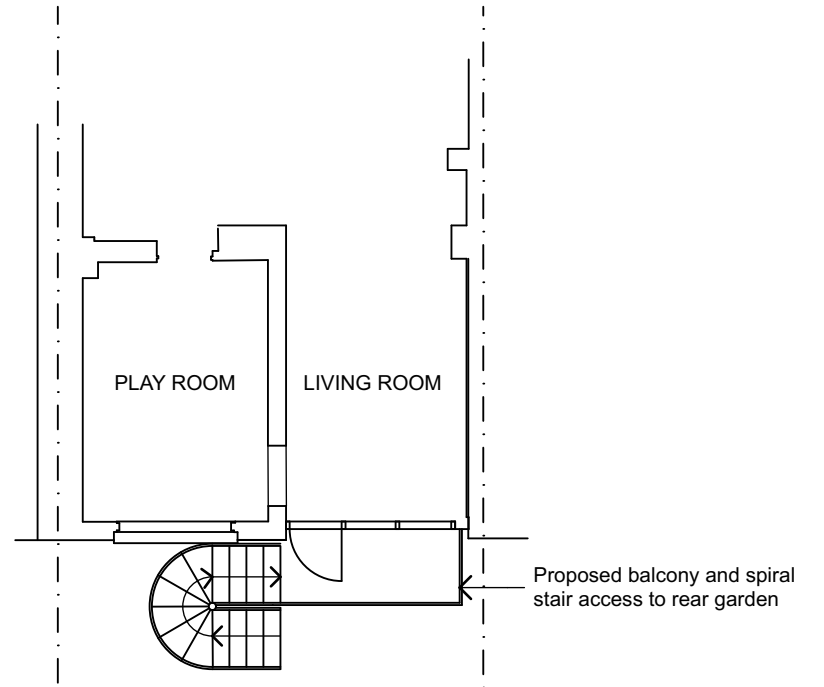 PLAY ROOM
LIVING ROOM
Proposed balcony and spiral
stair access to rear garden